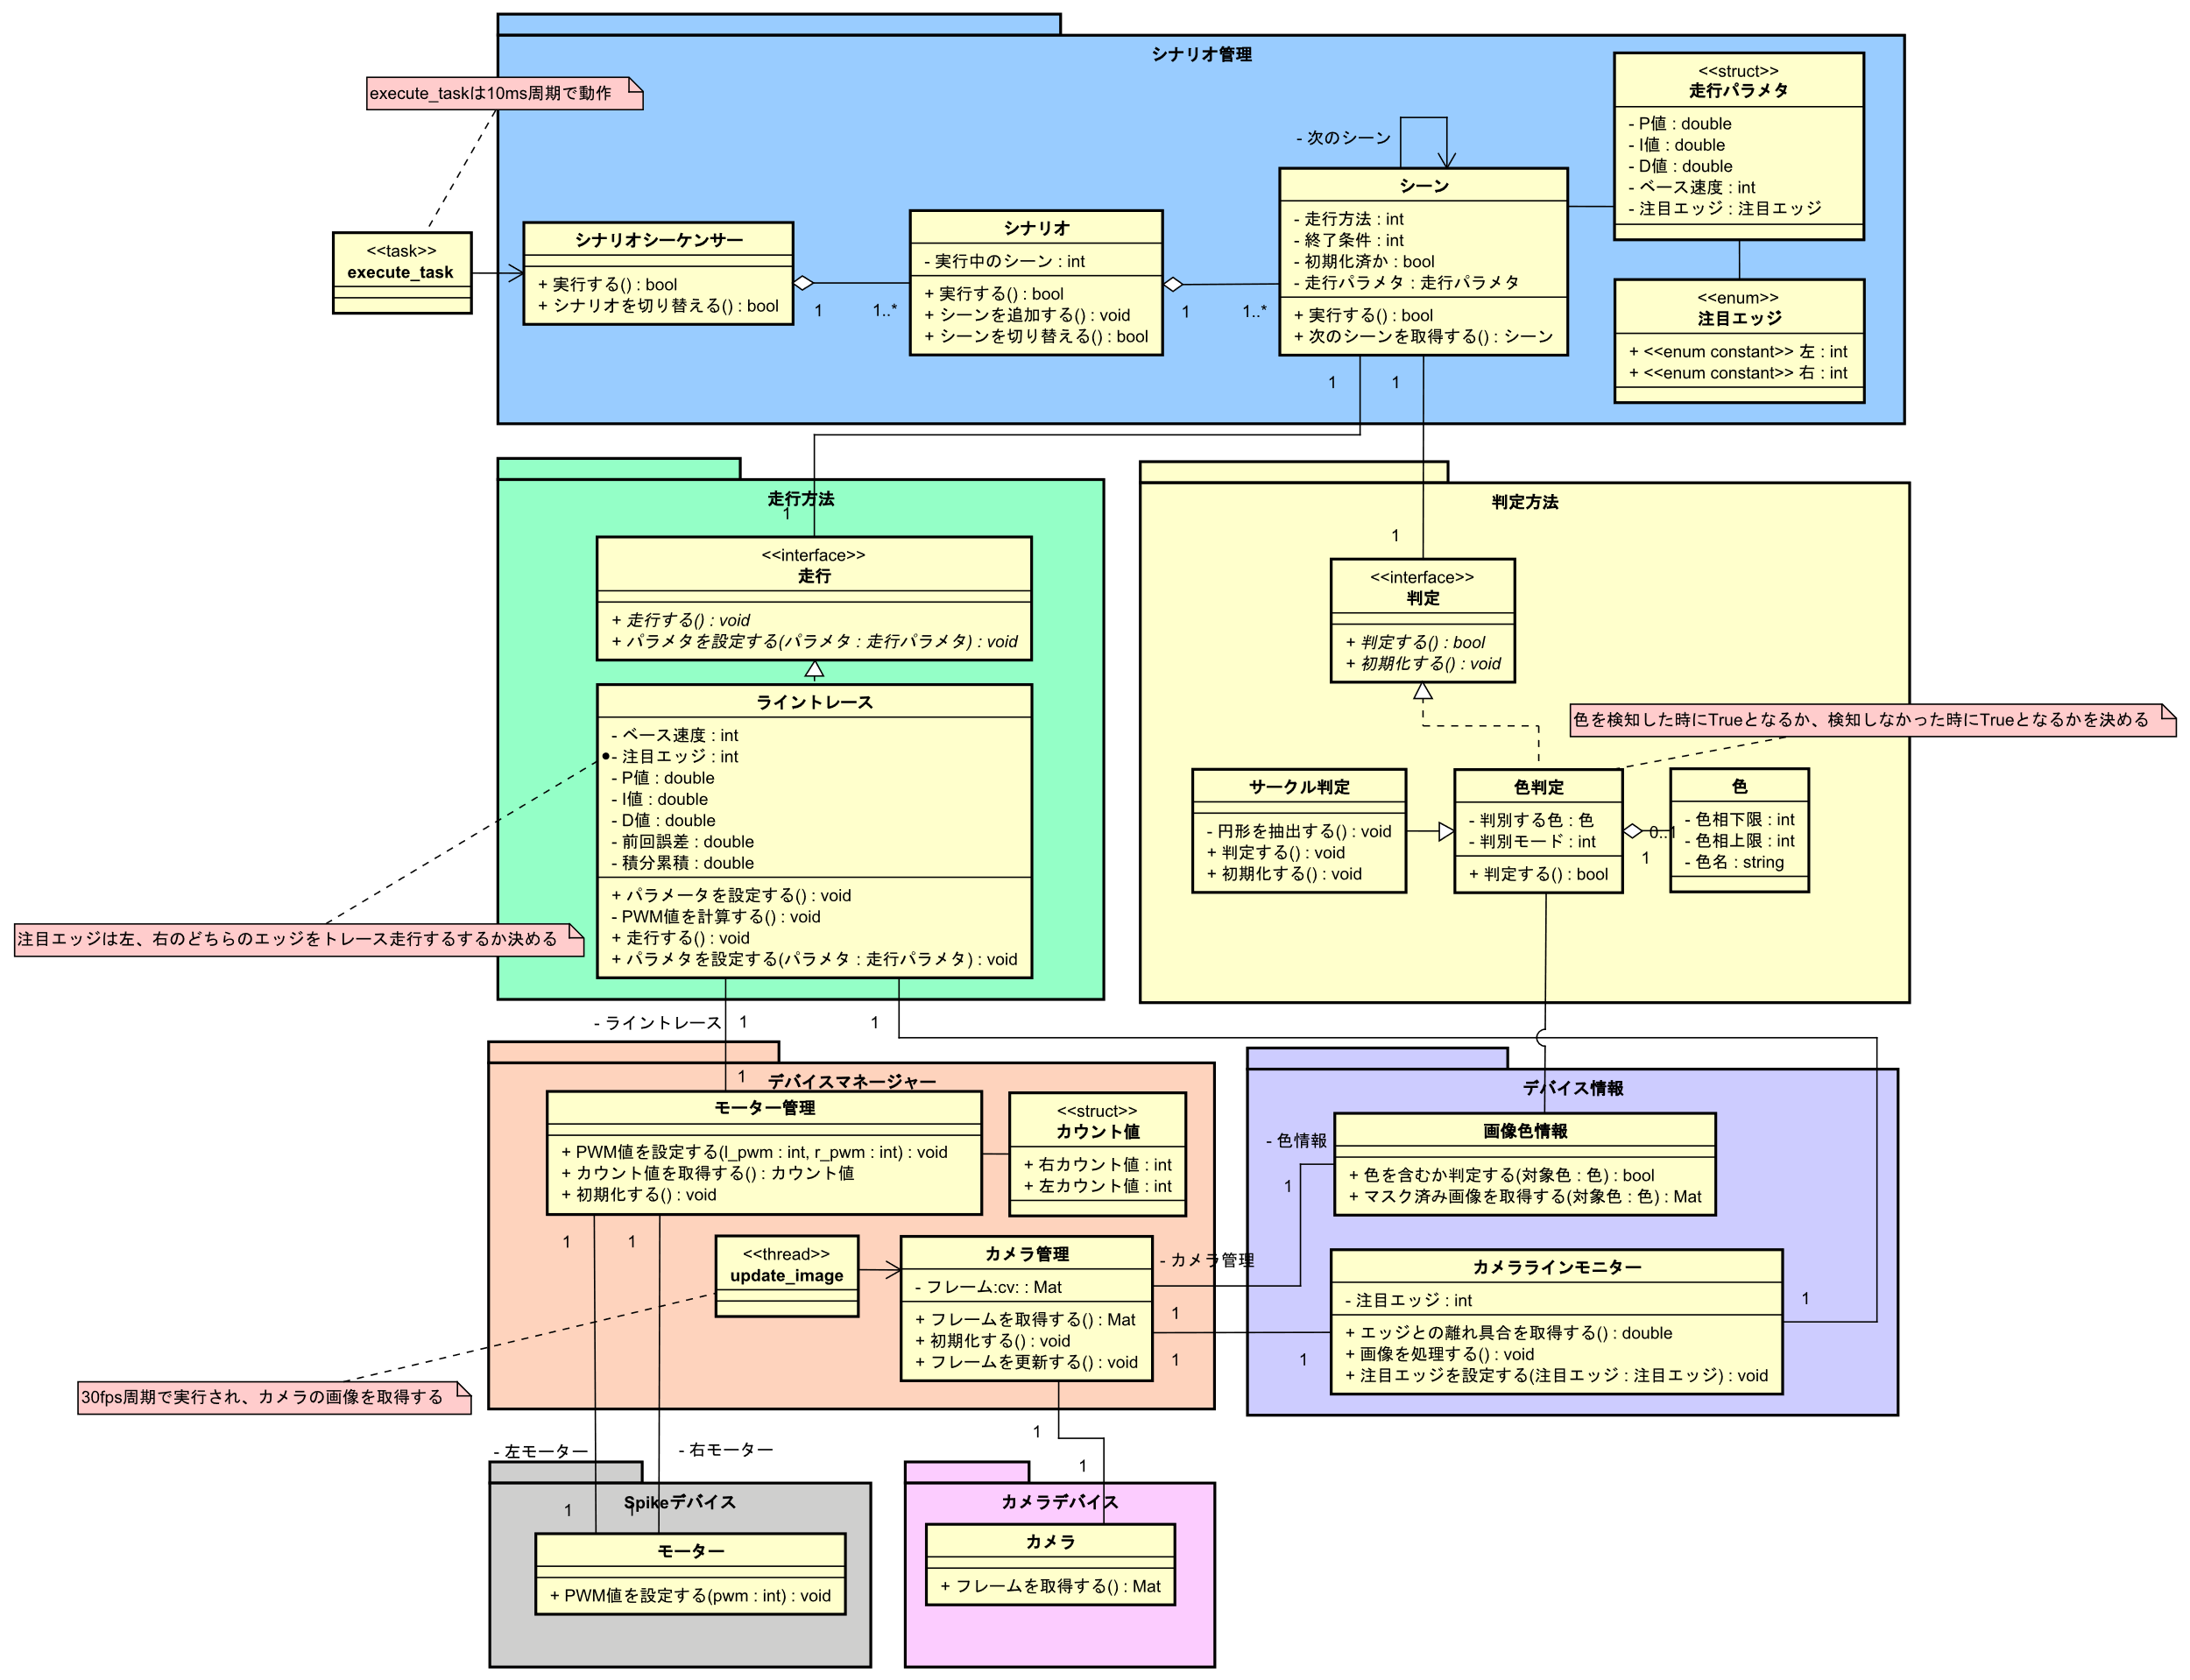 シナリオ管理
execute_taskは10ms周期で動作
<<task>>
execute_task
シナリオシーケンサー
+ 実行する() : bool
+ シナリオを切り替える() : bool
1
1..*
シナリオ
- 実行中のシーン : int
+ 実行する() : bool
+ シーンを追加する() : void
+ シーンを切り替える() : bool
1
1..*
- 次のシーン
シーン
- 走行方法 : int
- 終了条件 : int
- 初期化済か : bool
- 走行パラメタ : 走行パラメタ
+ 実行する() : bool
+ 次のシーンを取得する() : シーン
1
1
<<struct>>
走行パラメタ
- P値 : double
- I値 : double
- D値 : double
- ベース速度 : int
- 注目エッジ : 注目エッジ
<<enum>>
注目エッジ
+ <<enum constant>> 左 : int
+ <<enum constant>> 右 : int
走行方法
1
<<interface>>
走行
+ 走行する() : void
+ パラメタを設定する(パラメタ : 走行パラメタ) : void
ライントレース
- ベース速度 : int
- 注目エッジ : int
- P値 : double
- I値 : double
- D値 : double
- 前回誤差 : double
- 積分累積 : double
+ パラメータを設定する() : void
- PWM値を計算する() : void
+ 走行する() : void
+ パラメタを設定する(パラメタ : 走行パラメタ) : void
注目エッジは左、右のどちらのエッジをトレース走行するするか決める
判定方法
1
<<interface>>
判定
+ 判定する() : bool
+ 初期化する() : void
色を検知した時にTrueとなるか、検知しなかった時にTrueとなるかを決める
サークル判定
- 円形を抽出する() : void
+ 判定する() : void
+ 初期化する() : void
色判定
- 判別する色 : 色
- 判別モード : int
+ 判定する() : bool
0..1
1
色
- 色相下限 : int
- 色相上限 : int
- 色名 : string
- ライントレース
1
1
デバイスマネージャー
1
モーター管理
+ PWM値を設定する(l_pwm : int, r_pwm : int) : void
+ カウント値を取得する() : カウント値
+ 初期化する() : void
<<struct>>
カウント値
+ 右カウント値 : int
+ 左カウント値 : int
1
1
<<thread>>
update_image
カメラ管理
- フレーム:cv: : Mat
+ フレームを取得する() : Mat
+ 初期化する() : void
+ フレームを更新する() : void
30fps周期で実行され、カメラの画像を取得する
デバイス情報
- 色情報
1
画像色情報
+ 色を含むか判定する(対象色 : 色) : bool
+ マスク済み画像を取得する(対象色 : 色) : Mat
- カメラ管理
1
1
1
カメララインモニター
- 注目エッジ : int
+ エッジとの離れ具合を取得する() : double
+ 画像を処理する() : void
+ 注目エッジを設定する(注目エッジ : 注目エッジ) : void
1
- 左モーター
- 右モーター
Spikeデバイス
1
1
モーター
+ PWM値を設定する(pwm : int) : void
1
1
カメラデバイス
カメラ
+ フレームを取得する() : Mat